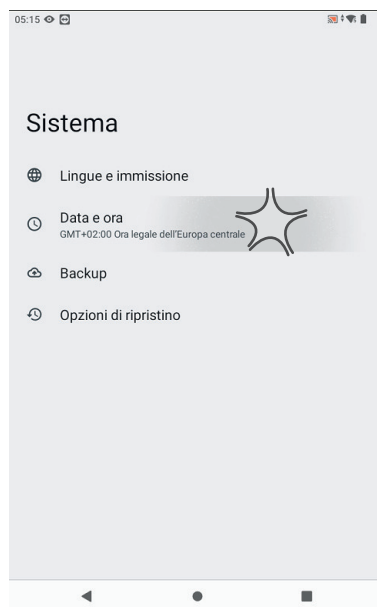 05:15
Sistema
Lingue e immissione
Data e ora
GMT+02:00 Ora legale dell'Europa centrale
Backup
Opzioni di ripristino